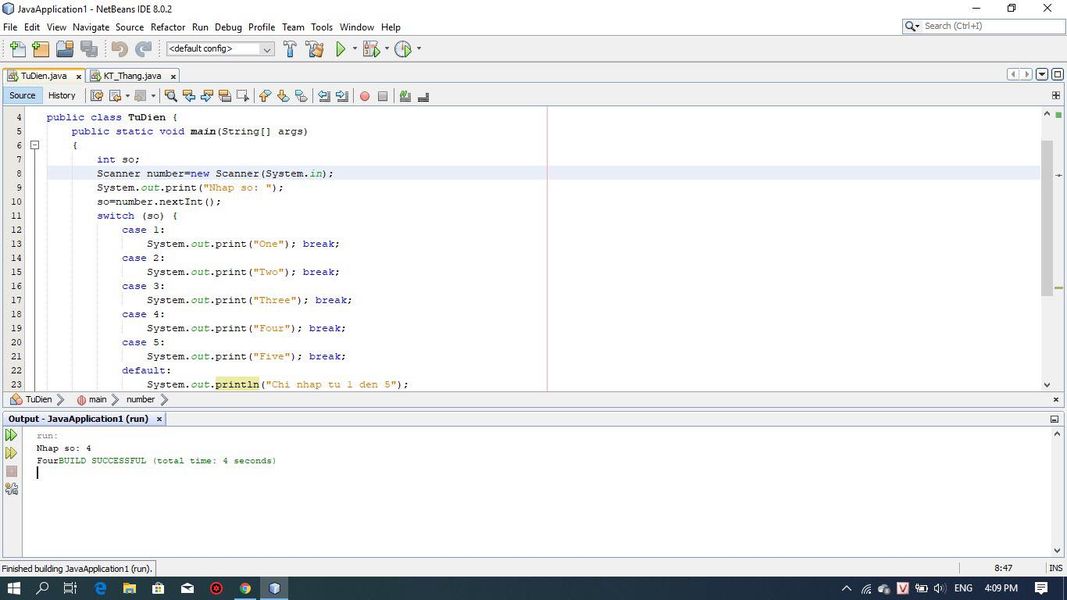 JavaApplication1 - NetBeans IDE 8.0.2
File Edit View Navigate Source Refactor Run Debug Profile Team Tools Window Help
Search (Ctrl+I)
<default config>
TuDien.java
KT_Thang.java
Source History
4 public class TuDien {
5 public static void main(String[] args)
6 {
7 int so;
8 Scanner number=new Scanner(System.in);
9 System.out.print("Nhap so: ");
10 so=number.nextInt();
11 switch (so) {
12 case 1:
13 System.out.print("One"); break;
14 case 2:
15 System.out.print("Two"); break;
16 case 3:
17 System.out.print("Three"); break;
18 case 4:
19 System.out.print("Four"); break;
20 case 5:
21 System.out.print("Five"); break;
22 default:
23 System.out.println("Chi nhap tu 1 den 5");
TuDien main number
Output - JavaApplication1 (run)
run:
Nhap so: 4
FourBUILD SUCCESSFUL (total time: 4 seconds)
Finished building JavaApplication1 (run).
8:47 INS
ENG 4:09 PM